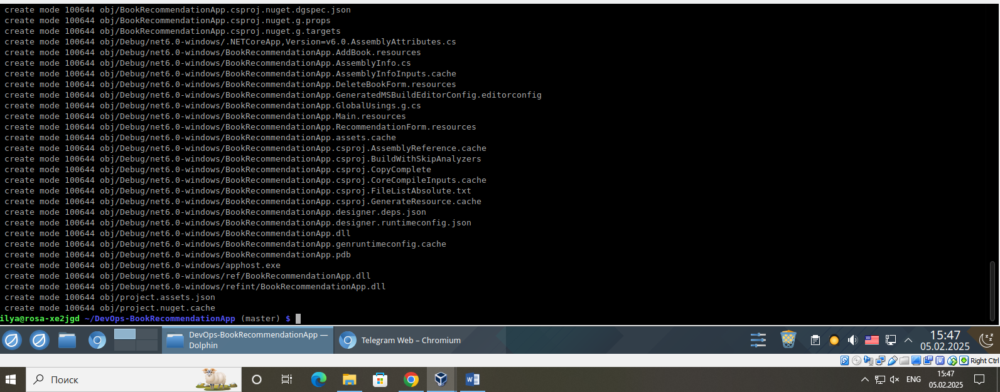 create mode 100644 obj/BookRecommendationApp.csproj.nuget.dgspec.json
create mode 100644 obj/BookRecommendationApp.csproj.nuget.g.props
create mode 100644 obj/BookRecommendationApp.csproj.nuget.g.targets
create mode 100644 obj/Debug/net6.0-windows/.NETCoreApp,Version=v6.0.AssemblyAttributes.cs
create mode 100644 obj/Debug/net6.0-windows/BookRecommendationApp.AddBook.resources
create mode 100644 obj/Debug/net6.0-windows/BookRecommendationApp.AssemblyInfo.cs
create mode 100644 obj/Debug/net6.0-windows/BookRecommendationApp.AssemblyInfoInputs.cache
create mode 100644 obj/Debug/net6.0-windows/BookRecommendationApp.DeleteBookForm.resources
create mode 100644 obj/Debug/net6.0-windows/BookRecommendationApp.GeneratedMSBuildEditorConfig.editorconfig
create mode 100644 obj/Debug/net6.0-windows/BookRecommendationApp.GlobalUsings.g.cs
create mode 100644 obj/Debug/net6.0-windows/BookRecommendationApp.Main.resources
create mode 100644 obj/Debug/net6.0-windows/BookRecommendationApp.RecommendationForm.resources
create mode 100644 obj/Debug/net6.0-windows/BookRecommendationApp.assets.cache
create mode 100644 obj/Debug/net6.0-windows/BookRecommendationApp.csproj.AssemblyReference.cache
create mode 100644 obj/Debug/net6.0-windows/BookRecommendationApp.csproj.BuildWithSkipAnalyzers
create mode 100644 obj/Debug/net6.0-windows/BookRecommendationApp.csproj.CopyComplete
create mode 100644 obj/Debug/net6.0-windows/BookRecommendationApp.csproj.CoreCompileInputs.cache
create mode 100644 obj/Debug/net6.0-windows/BookRecommendationApp.csproj.FileListAbsolute.txt
create mode 100644 obj/Debug/net6.0-windows/BookRecommendationApp.csproj.GenerateResource.cache
create mode 100644 obj/Debug/net6.0-windows/BookRecommendationApp.designer.deps.json
create mode 100644 obj/Debug/net6.0-windows/BookRecommendationApp.designer.runtimeconfig.json
create mode 100644 obj/Debug/net6.0-windows/BookRecommendationApp.dll
create mode 100644 obj/Debug/net6.0-windows/BookRecommendationApp.genruntimeconfig.cache
create mode 100644 obj/Debug/net6.0-windows/BookRecommendationApp.pdb
create mode 100644 obj/Debug/net6.0-windows/apphost.exe
create mode 100644 obj/Debug/net6.0-windows/ref/BookRecommendationApp.dll
create mode 100644 obj/Debug/net6.0-windows/refint/BookRecommendationApp.dll
create mode 100644 obj/project.assets.json
create mode 100644 obj/project.nuget.cache
ilya@rosa-xe2jgd ~/DevOps-BookRecommendationApp (master) $
DevOps-BookRecommendationApp —
Dolphin
Telegram Web – Chromium
15:47
05.02.2025
Right Ctrl
Поиск
ENG
15:47
05.02.2025